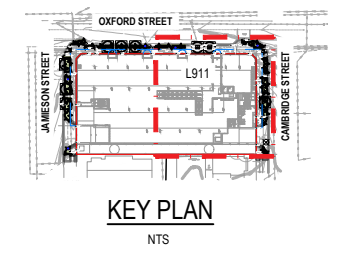 OXFORD STREET
JAMIESON STREET
L911
CAMBRIDGE STREET
KEY PLAN
NTS